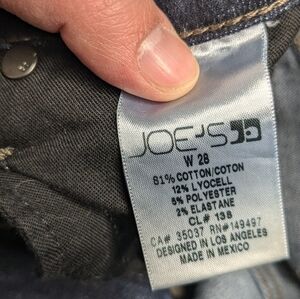 JOE'S JD
W 28
81% COTTON/COTON
12% LYOCELL
5% POLYESTER
2% ELASTANE
CL# 138
CA# 35037 RN#149497
DESIGNED IN LOS ANGELES
MADE IN MEXICO